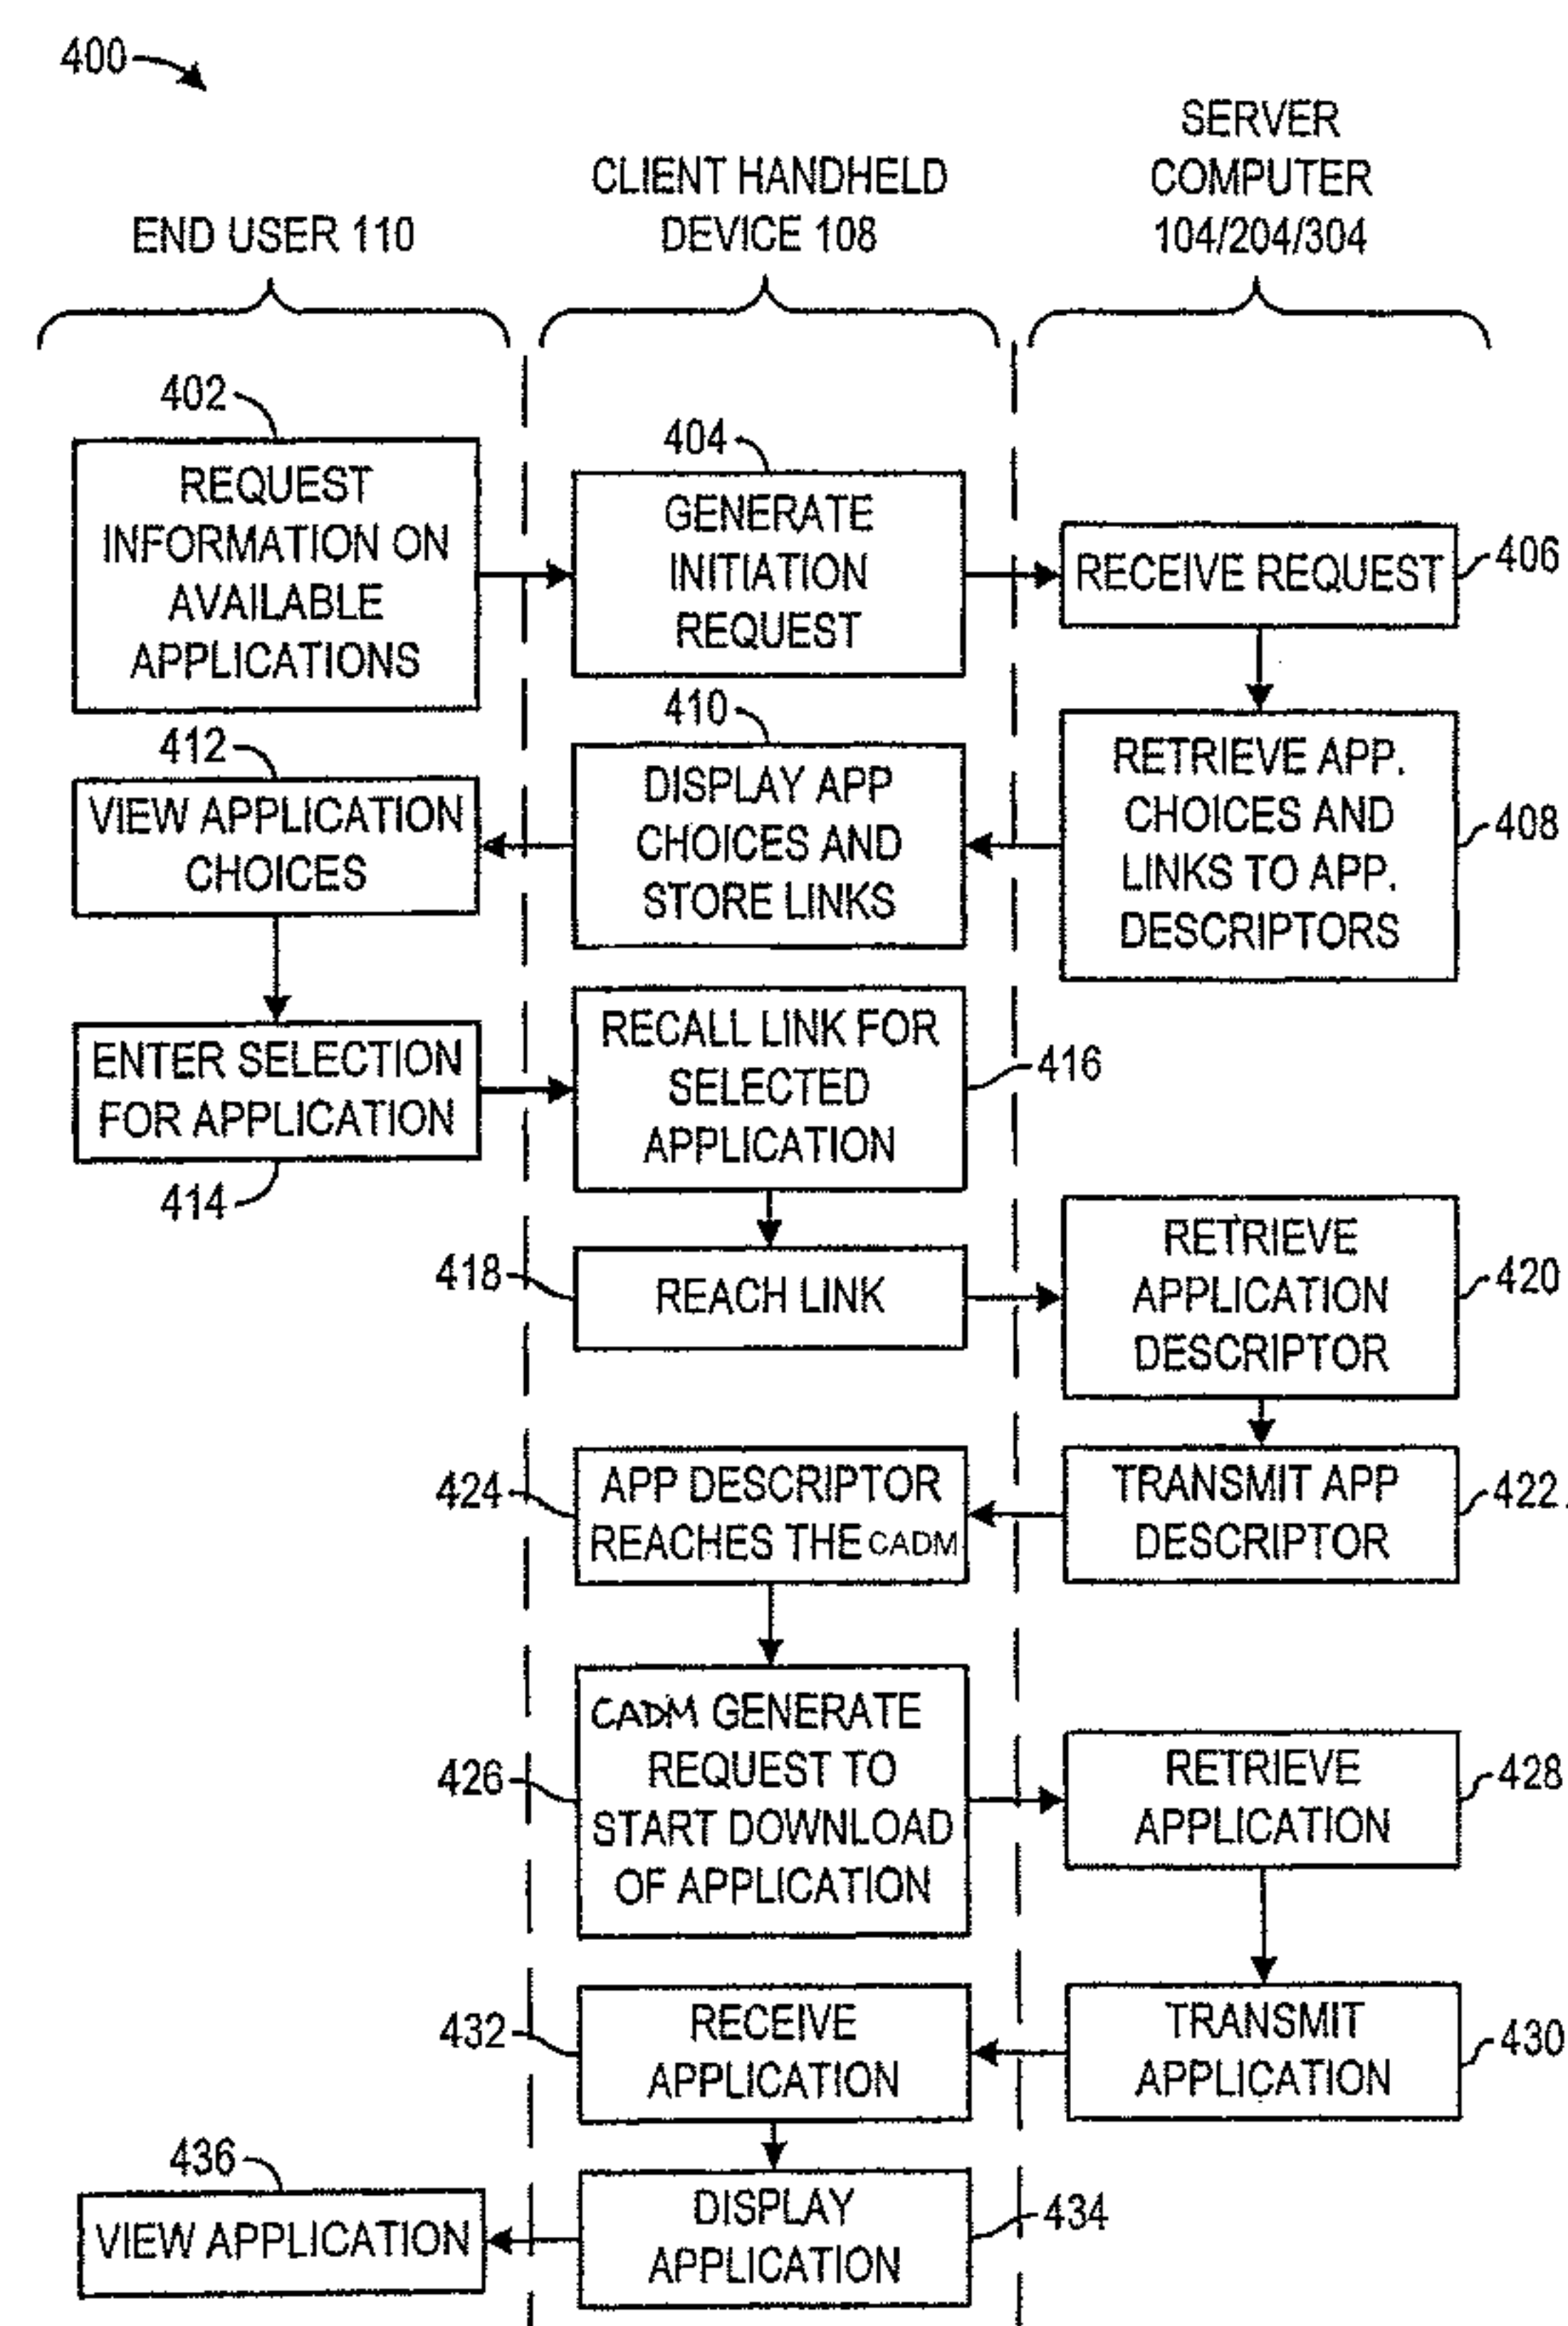 400
END USER 110
CLIENT HANDHELD
DEVICE 108
SERVER
COMPUTER
104/204/304
402
REQUEST
INFORMATION ON
AVAILABLE
APPLICATIONS
404
GENERATE
INITIATION
REQUEST
RECEIVE REQUEST
406
412
VIEW APPLICATION
CHOICES
410
DISPLAY APP
CHOICES AND
STORE LINKS
RETRIEVE APP.
CHOICES AND
LINKS TO APP.
DESCRIPTORS
408
ENTER SELECTION
FOR APPLICATION
414
RECALL LINK FOR
SELECTED
APPLICATION
416
418
REACH LINK
RETRIEVE
APPLICATION
DESCRIPTOR
420
424
APP DESCRIPTOR
REACHES THE CADM
TRANSMIT APP
DESCRIPTOR
422
426
CADM GENERATE
REQUEST TO
START DOWNLOAD
OF APPLICATION
RETRIEVE
APPLICATION
428
432
RECEIVE
APPLICATION
TRANSMIT
APPLICATION
430
436
VIEW APPLICATION
DISPLAY
APPLICATION
434